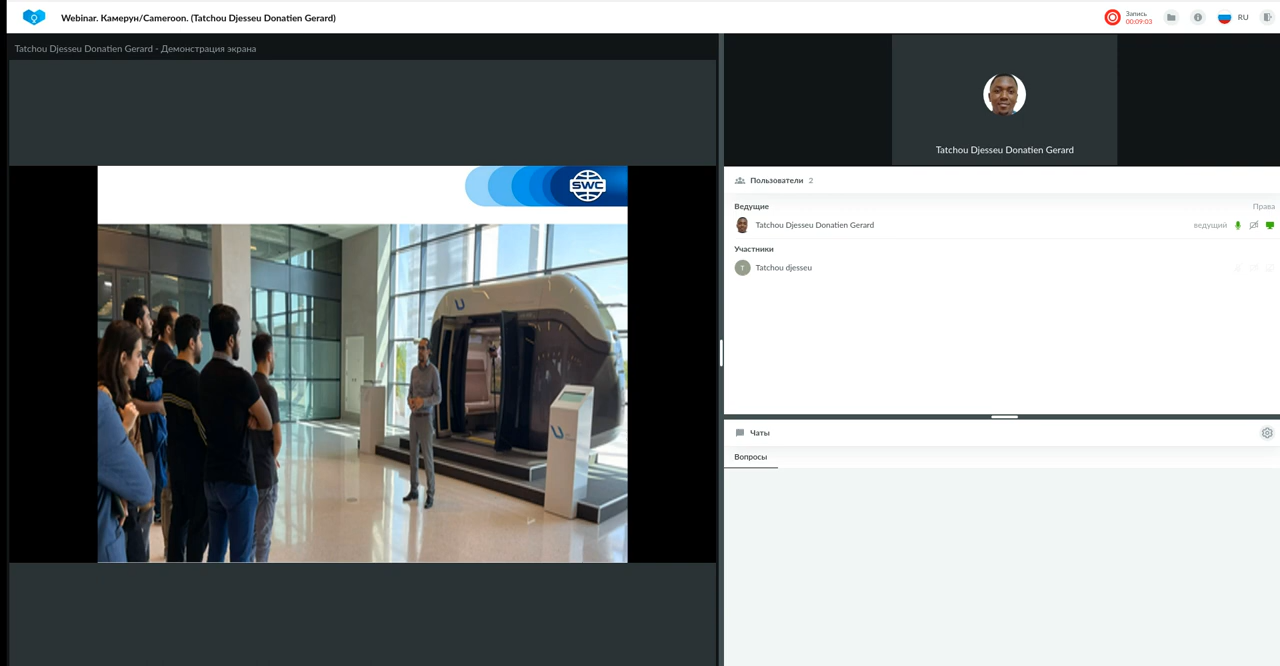 Webinar. Камерун/Cameroon. (Tatchou Djesseu Donatien Gerard)
Запись
00:09:03
RU
Tatchou Djesseu Donatien Gerard - Демонстрация экрана
SWC
U
U
Tatchou Djesseu Donatien Gerard
Пользователи 2
Ведущие
Права
Tatchou Djesseu Donatien Gerard
ведущий
Участники
T
Tatchou djesseu
Чаты
Вопросы